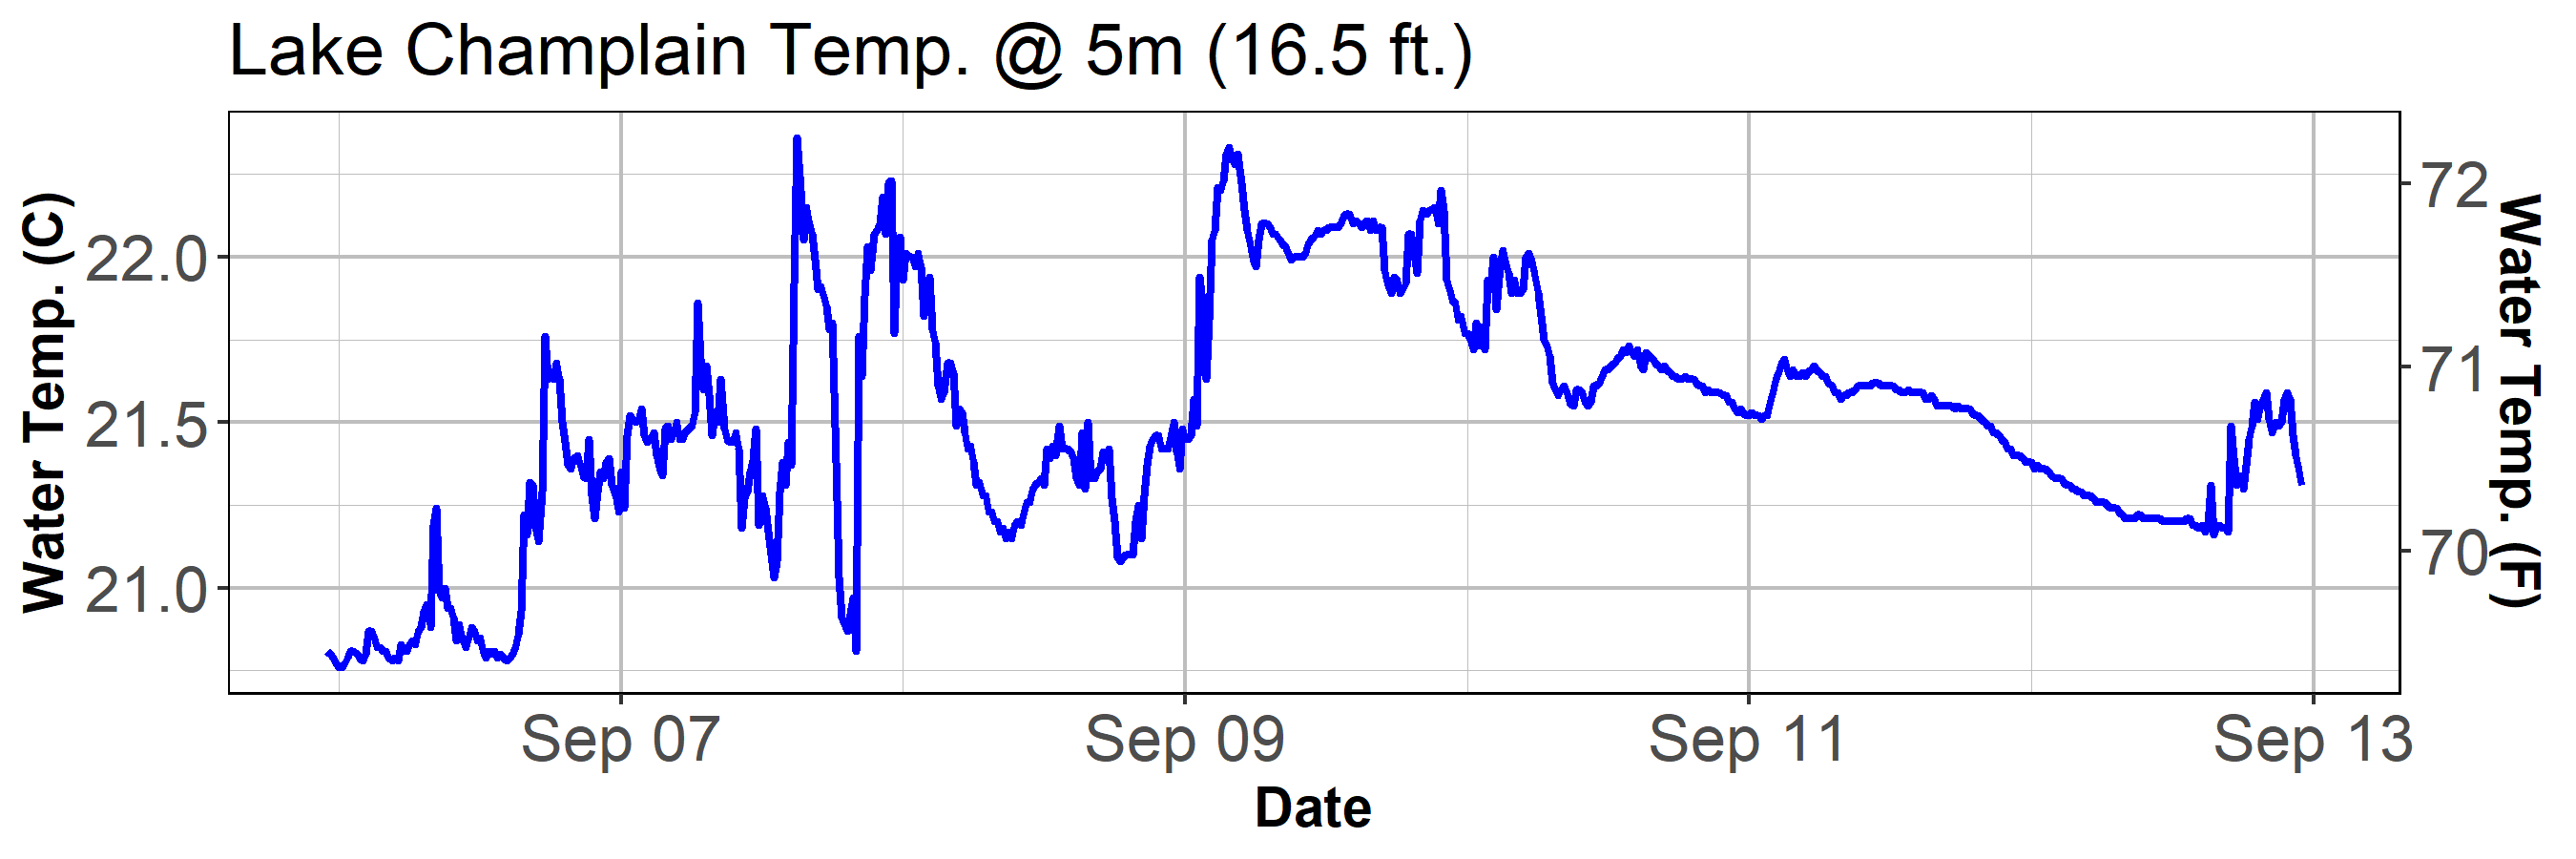 Lake Champlain Temp. @ 5m (16.5 ft.)
Water Temp. (C)
22.0
21.5
21.0
72
71
70
Water Temp. (F)
Sep 07 Sep 09 Sep 11 Sep 13
Date